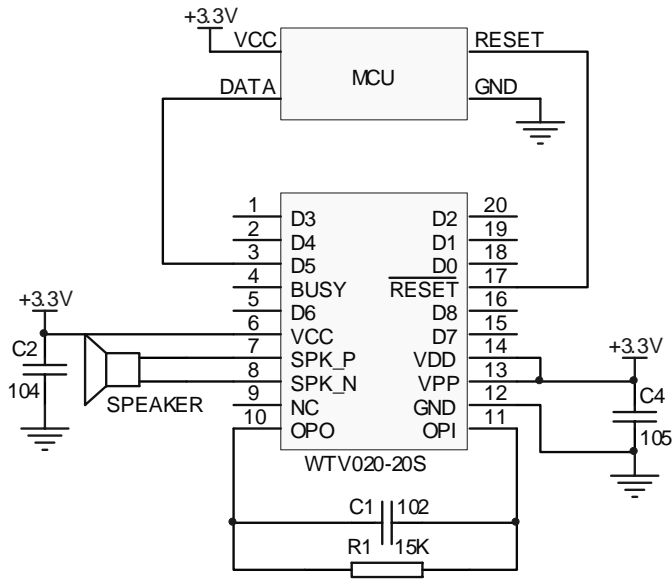 +3.3V
VCC
RESET
MCU
DATA
GND
1 D3 D2 20
2 D4 D1 19
3 D5 D0 18
4 BUSY RESET 17
5 D6 D8 16
6 VCC D7 15
7 SPK_P VDD 14
8 SPK_N VPP 13
9 NC GND 12
10 OPO OPI 11
+3.3V
C2
104
SPEAKER
+3.3V
C4
105
WTV020-20S
C1 102
R1 15K